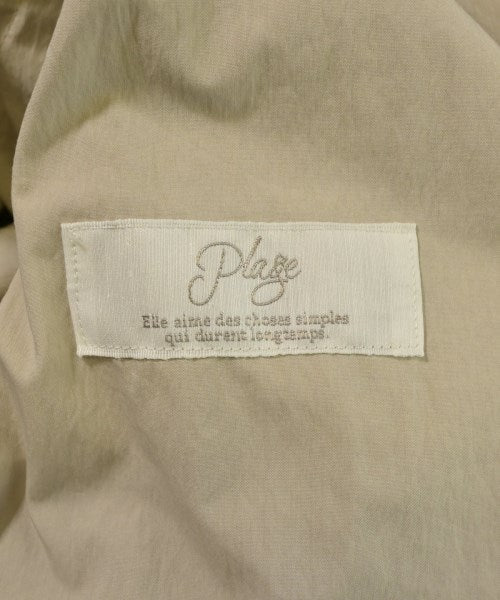 Plage
Elle aime des choses simples
qui durent longtemps.